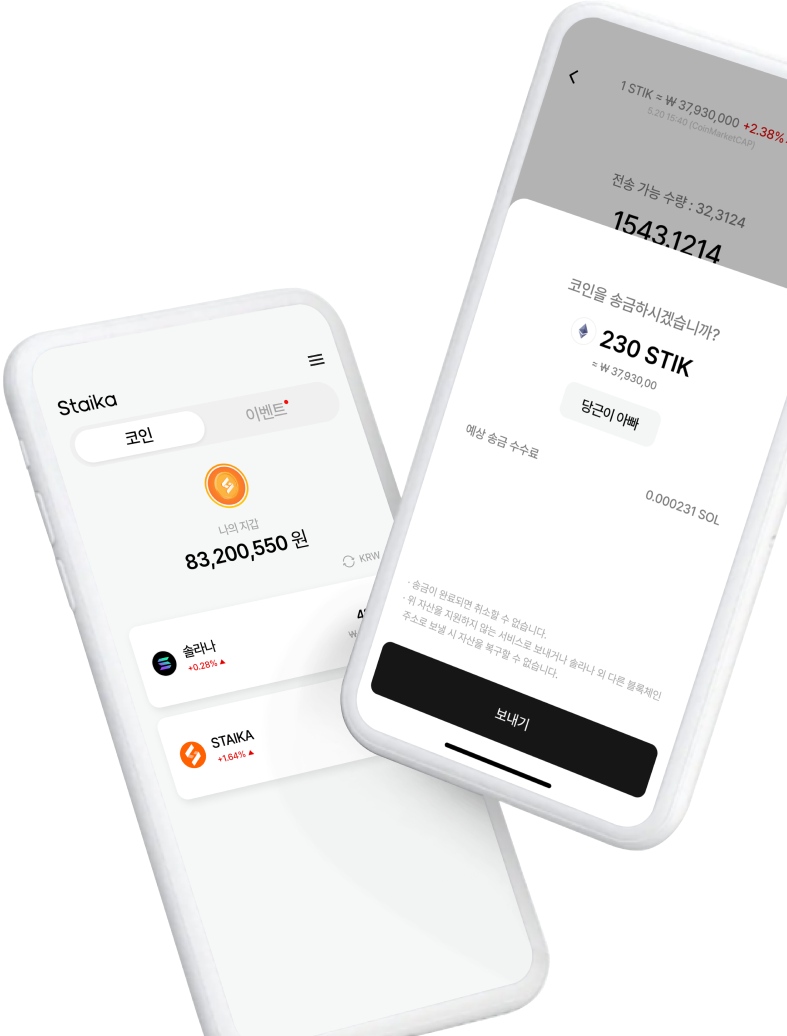 Staika
코인
이벤트
나의 지갑
83,200,550 원
KRW
솔라나
+0.28% ▲
STAIKA
+1.64% ▲
1 STIK = ₩ 37,930,000 +2.38%
5.20 15:40 (CoinMarketCAP)
전송 가능 수량 : 32,3124
1543.1214
코인을 송금하시겠습니까?
230 STIK
≈ ₩ 37,930,00
당근이 아빠
예상 송금 수수료
0.000231 SOL
· 송금이 완료되면 취소할 수 없습니다.
· 위 자산을 지원하지 않는 서비스로 보내거나 솔라나 외 다른 블록체인
주소로 보낼 시 자산을 복구할 수 없습니다.
보내기